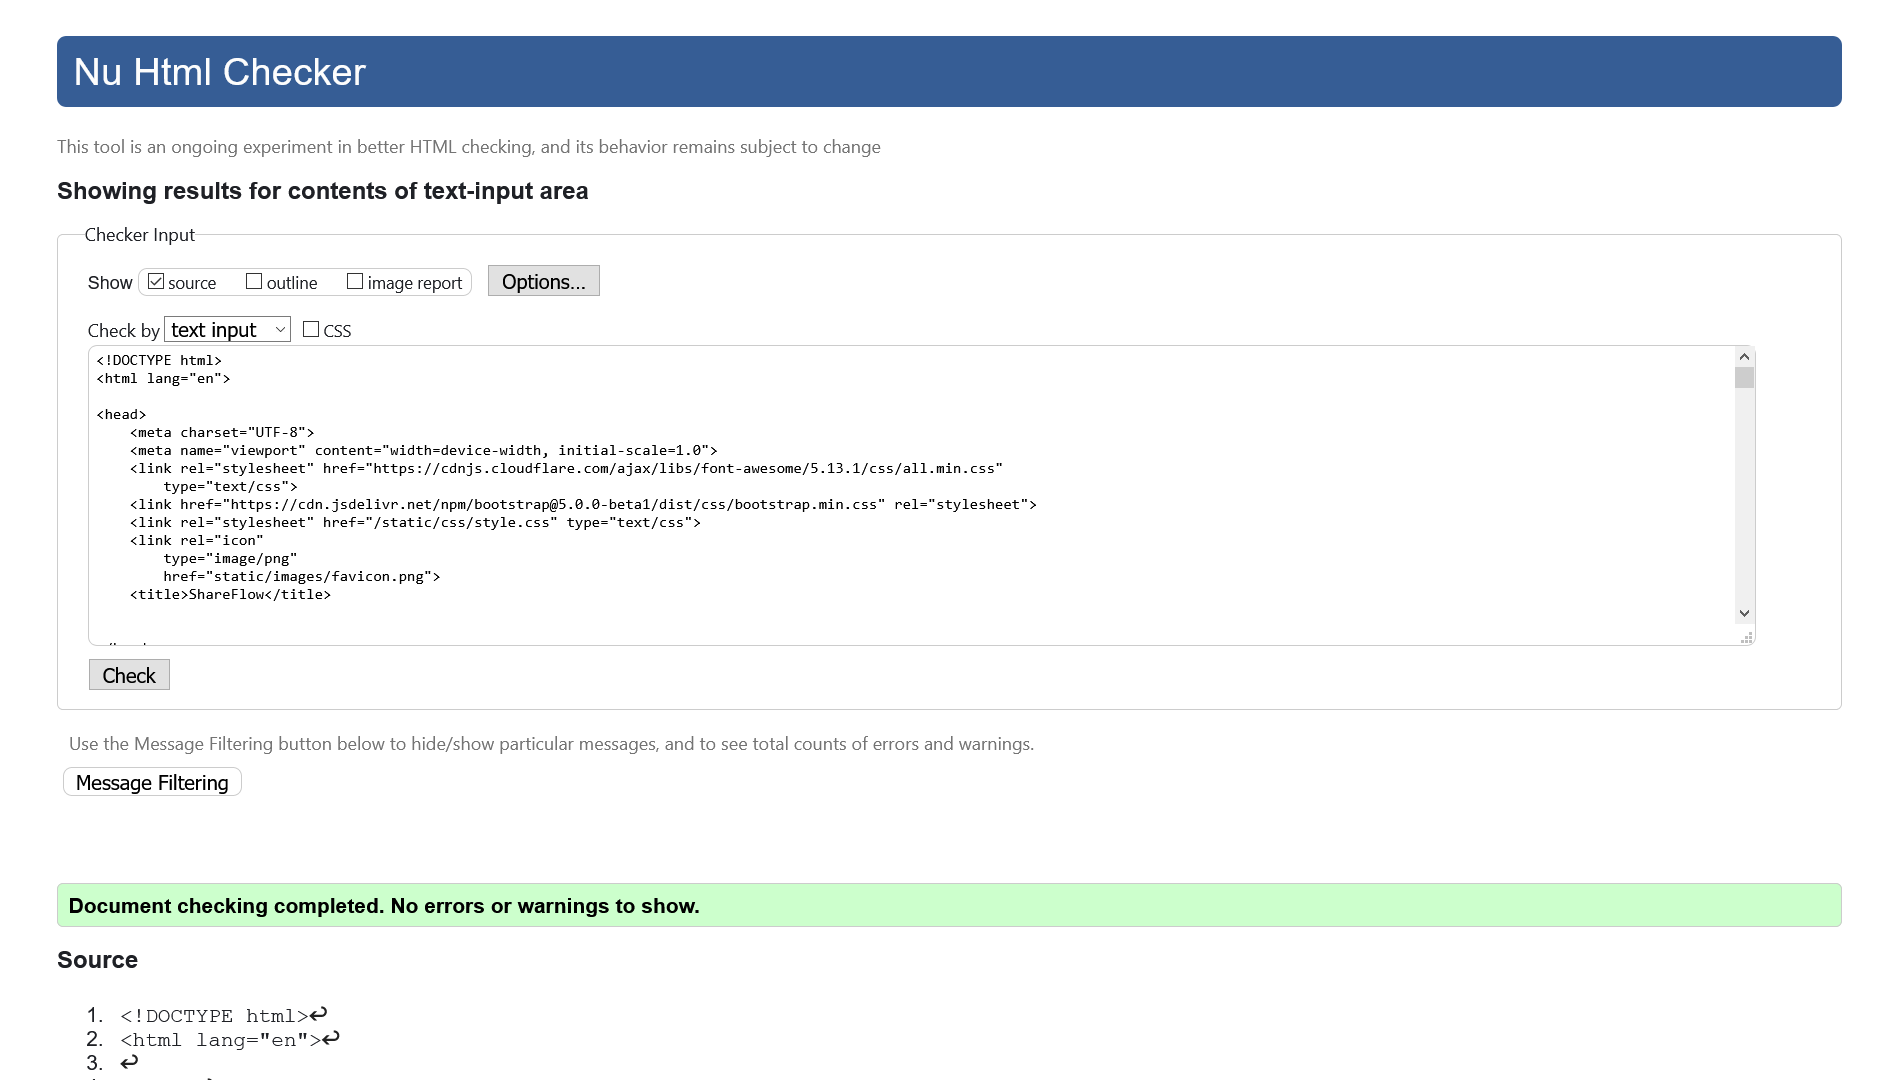 Nu Html Checker
This tool is an ongoing experiment in better HTML checking, and its behavior remains subject to change
Showing results for contents of text-input area
Checker Input
Show source outline image report Options...
Check by text input CSS
<!DOCTYPE html>
<html lang="en">
<head>
<meta charset="UTF-8">
<meta name="viewport" content="width=device-width, initial-scale=1.0">
<link rel="stylesheet" href="https://cdnjs.cloudflare.com/ajax/libs/font-awesome/5.13.1/css/all.min.css"
type="text/css">
<link href="https://cdn.jsdelivr.net/npm/bootstrap@5.0.0-beta1/dist/css/bootstrap.min.css" rel="stylesheet">
<link rel="stylesheet" href="/static/css/style.css" type="text/css">
<link rel="icon"
type="image/png"
href="static/images/favicon.png">
<title>ShareFlow</title>
Check
Use the Message Filtering button below to hide/show particular messages, and to see total counts of errors and warnings.
Message Filtering
Document checking completed. No errors or warnings to show.
Source
1. <!DOCTYPE html>↩
2. <html lang="en">↩
3. ↩